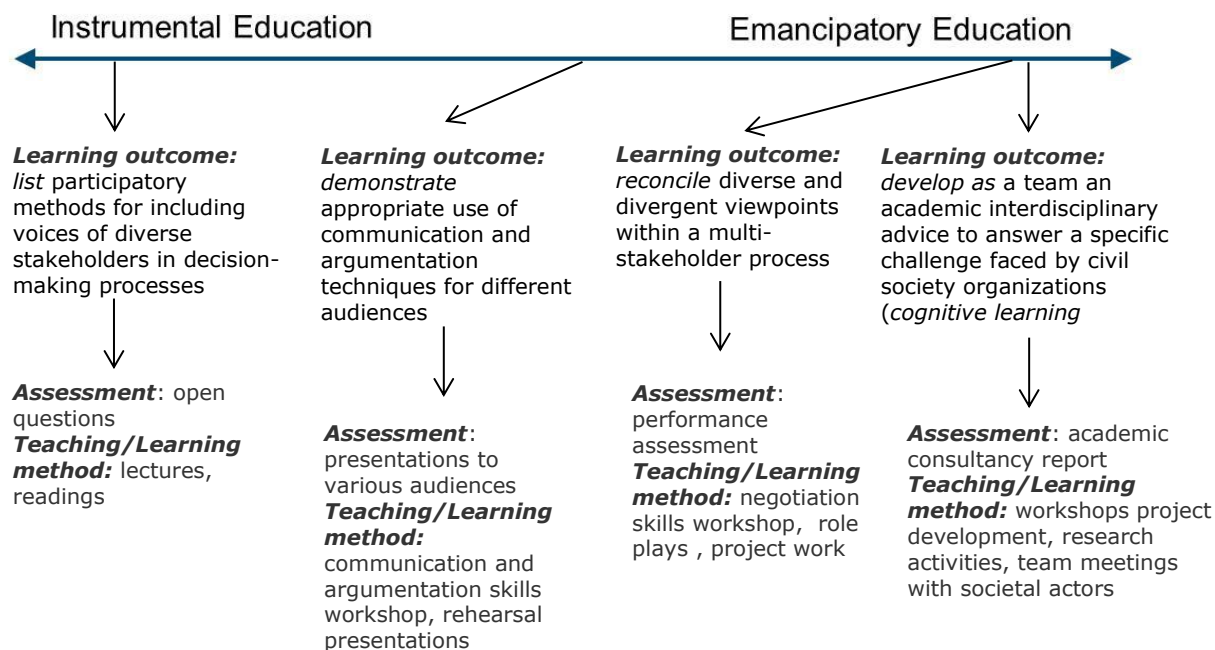 Instrumental Education
Emancipatory Education
Learning outcome:
list participatory
methods for including
voices of diverse
stakeholders in decision-
making processes
Assessment: open
questions
Teaching/Learning
method: lectures,
readings
Learning outcome:
demonstrate
appropriate use of
communication and
argumentation
techniques for different
audiences
Assessment:
presentations to
various audiences
Teaching/Learning
method:
communication and
argumentation skills
workshop, rehearsal
presentations
Learning outcome:
reconcile diverse and
divergent viewpoints
within a multi-
stakeholder process
Assessment:
performance
assessment
Teaching/Learning
method: negotiation
skills workshop, role
plays , project work
Learning outcome:
develop as a team an
academic interdisciplinary
advice to answer a specific
challenge faced by civil
society organizations
(cognitive learning
Assessment: academic
consultancy report
Teaching/Learning
method: workshops project
development, research
activities, team meetings
with societal actors